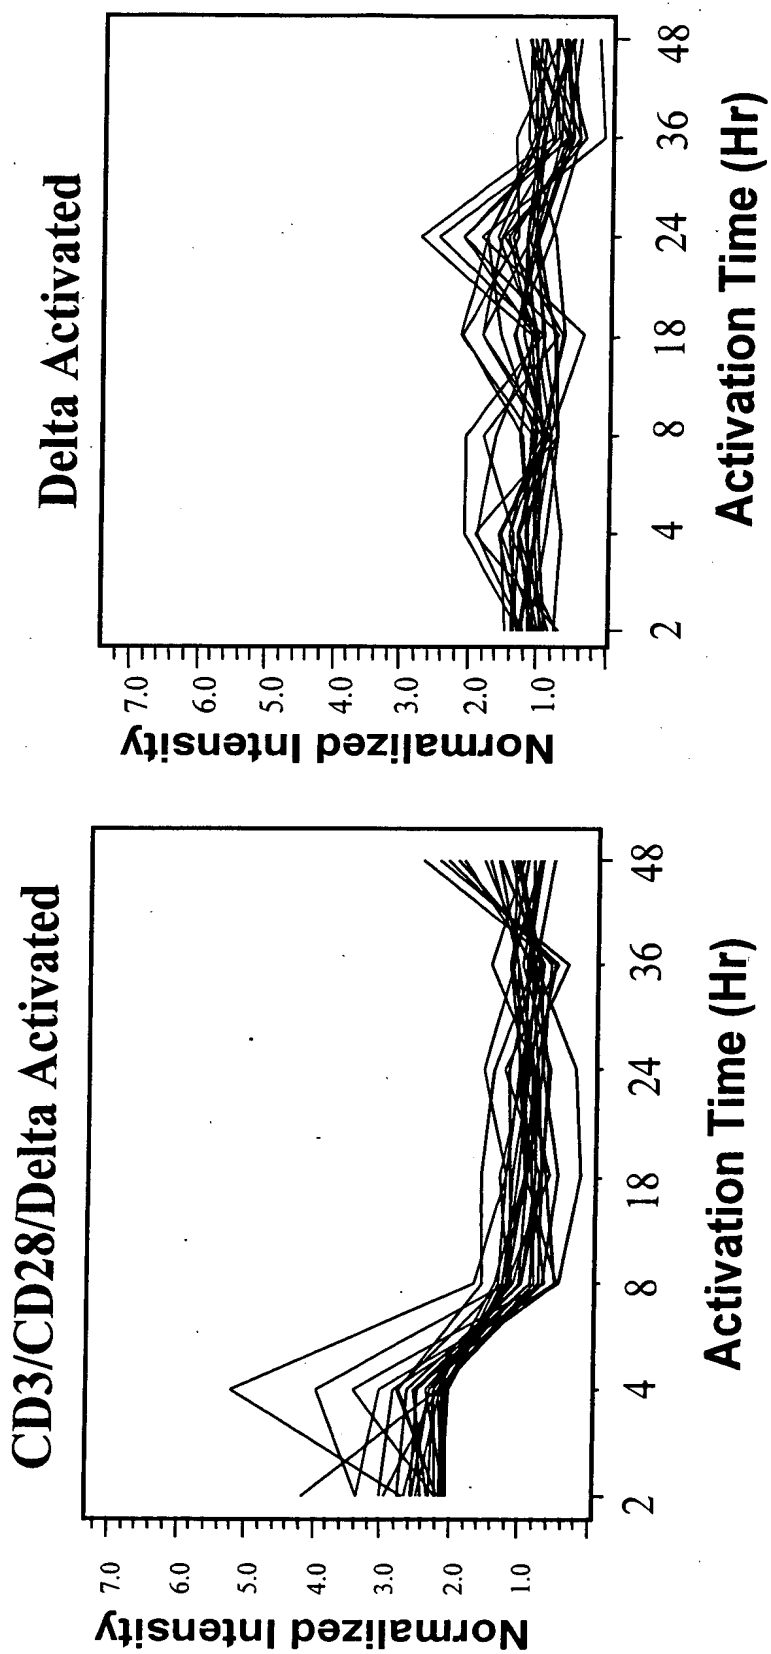 CD3/CD28/Delta Activated
Normalized Intensity
7.0
6.0
5.0
4.0
3.0
2.0
1.0
2 4 8 18 24 36 48
Activation Time (Hr)
Delta Activated
Normalized Intensity
7.0
6.0
5.0
4.0
3.0
2.0
1.0
2 4 8 18 24 36 48
Activation Time (Hr)